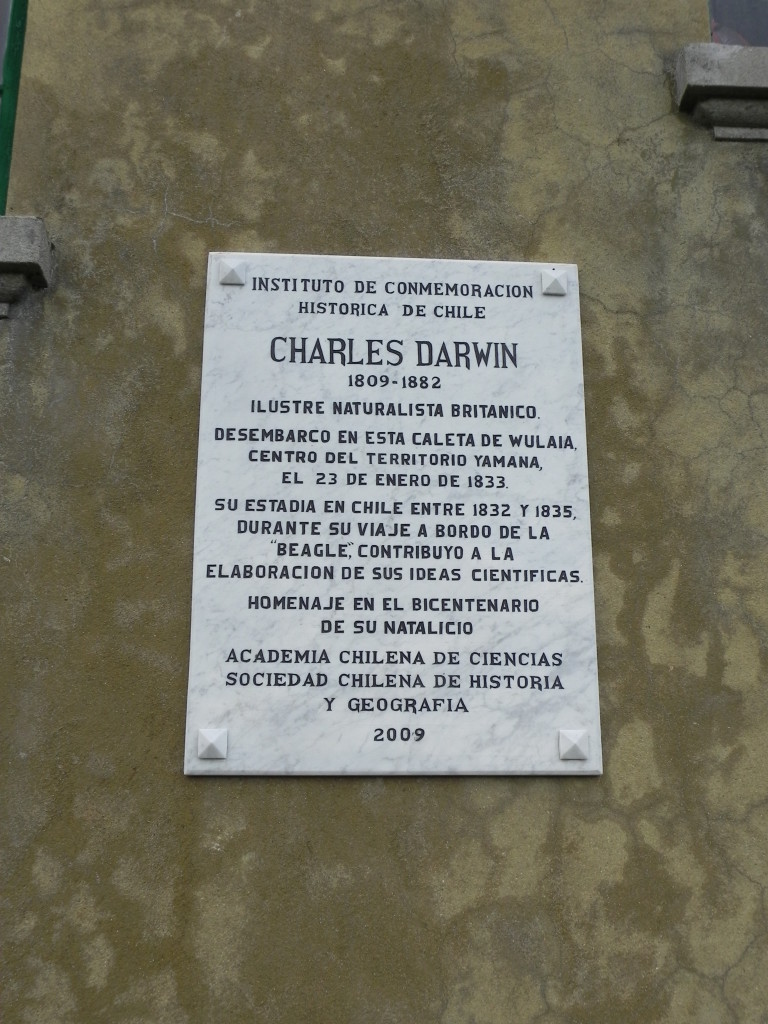 INSTITUTO DE CONMEMORACION
HISTORICA DE CHILE
CHARLES DARWIN
1809-1882
ILUSTRE NATURALISTA BRITANICO.
DESEMBARCO EN ESTA CALETA DE WULAIA,
CENTRO DEL TERRITORIO YAMANA,
EL 23 DE ENERO DE 1833.
SU ESTADIA EN CHILE ENTRE 1832 Y 1835,
DURANTE SU VIAJE A BORDO DE LA
"BEAGLE", CONTRIBUYO A LA
ELABORACION DE SUS IDEAS CIENTIFICAS.
HOMENAJE EN EL BICENTENARIO
DE SU NATALICIO
ACADEMIA CHILENA DE CIENCIAS
SOCIEDAD CHILENA DE HISTORIA
Y GEOGRAFIA
2009